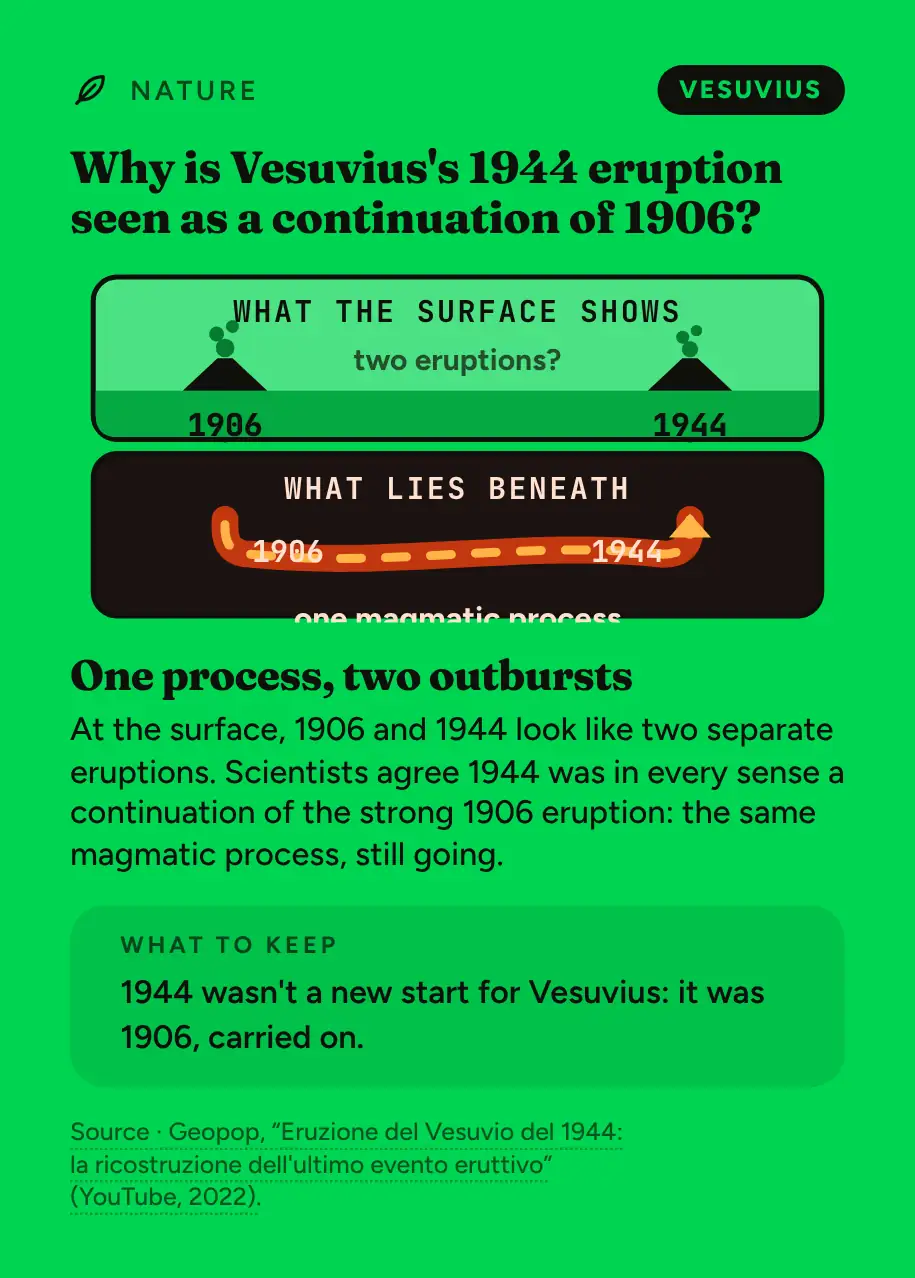 NATURE
VESUVIUS
Why is Vesuvius's 1944 eruption
seen as a continuation of 1906?
WHAT THE SURFACE SHOWS
two eruptions?
1906
1944
WHAT LIES BENEATH
1906
1944
one magmatic process
One process, two outbursts
At the surface, 1906 and 1944 look like two separate
eruptions. Scientists agree 1944 was in every sense a
continuation of the strong 1906 eruption: the same
magmatic process, still going.
WHAT TO KEEP
1944 wasn't a new start for Vesuvius: it was
1906, carried on.
Source · Geopop, “Eruzione del Vesuvio del 1944:
la ricostruzione dell'ultimo evento eruttivo”
(YouTube, 2022).